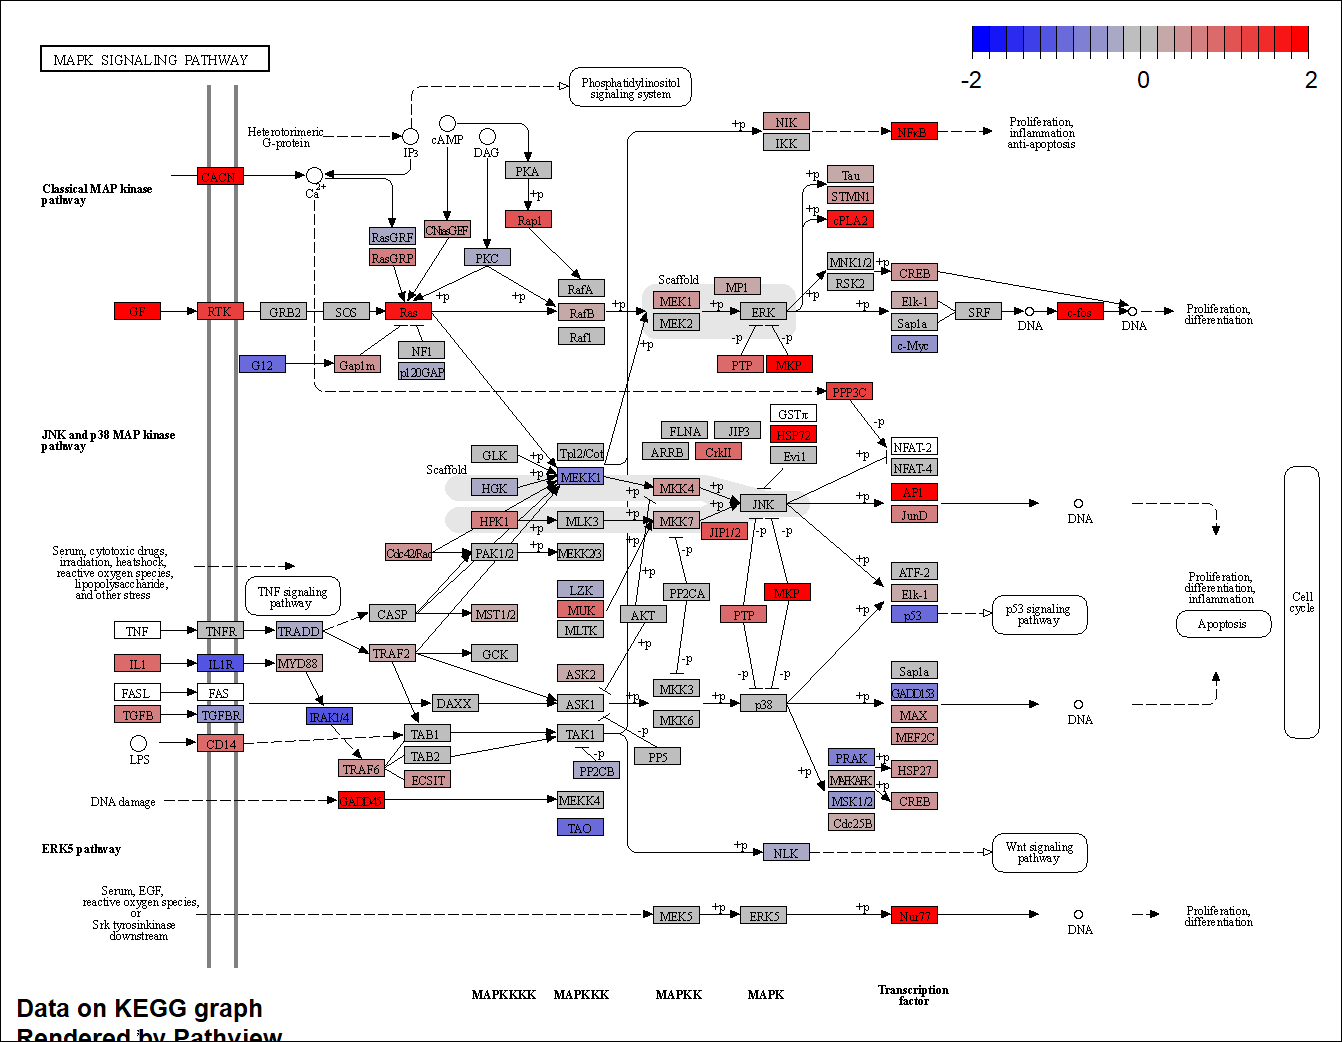 MAPK SIGNALING PATHWAY
-2
0
2
Phosphatidylinositol
signaling system
Heterotorimeric
G-protein
IP3
cAMP
DAG
+p
NIK
IKK
NFκB
Proliferation,
inflammation
anti-apoptosis
Classical MAP kinase
pathway
CACN
Ca2+
PKA
+p
Rap1
+p
Tau
STMN1
+p
cPLA2
RasGRF
RasGRP
CNasGEF
PKC
MNK1/2
RSK2
+p
CREB
RafA
RafB
Raf1
+p
+p
+p
Scaffold
MEK1
MEK2
+p
MP1
ERK
+p
+p
+p
GF
RTK
GRB2
SOS
Ras
Elk-1
Sap1a
c-Myc
SRF
DNA
c-fos
DNA
Proliferation,
differentiation
G12
Gap1m
NF1
p120GAP
+p
-p
-p
PTP
MKP
PPP3C
-p
JNK and p38 MAP kinase
pathway
GSTπ
HSP72
Evi1
FLNA
JIP3
ARRB
CrkII
NFAT-2
NFAT-4
+p
Scaffold
GLK
HGK
HPK1
+p
+p
+p
Tpl2/Cot
MEKK1
MLK3
+p
+p
MKK4
MKK7
+p
+p
JNK
JIP1/2
+p
AP1
JunD
DNA
Cdc42/Rac
PAK1/2
+p
MEKK2/3
+p
-p
-p
-p
+p
Serum, cytotoxic drugs,
irradiation, heatshock,
reactive oxygen species,
lipopolysaccharide,
and other stress
TNF signaling
pathway
CASP
MST1/2
LZK
MUK
MLTK
+p
AKT
PP2CA
MKP
PTP
+p
ATF-2
Elk-1
p53
p53 signaling
pathway
Proliferation,
differentiation,
inflammation
Apoptosis
Cell
cycle
TNF
TNFR
TRADD
IL1
IL1R
MYD88
TRAF2
GCK
+p
ASK2
-p
-p
-p
FASL
FAS
DAXX
ASK1
+p
MKK3
MKK6
+p
p38
+p
Sap1a
GADD153
MAX
MEF2C
DNA
TGFB
TGFBR
IRAK1/4
LPS
CD14
TAB1
TAB2
TAK1
-p
PP5
-p
PP2CB
TRAF6
ECSIT
+p
PRAK
MAPKAPK
MSK1/2
Cdc25B
+p
+p
HSP27
CREB
DNA damage
GADD45
MEKK4
TAO
ERK5 pathway
+p
NLK
Wnt signaling
pathway
Serum, EGF,
reactive oxygen species,
or
Srk tyrosinkinase
downstream
MEK5
+p
ERK5
+p
Nur77
DNA
Proliferation,
differentiation
MAPKKKK
MAPKKK
MAPKK
MAPK
Transcription
factor
Data on KEGG graph
Rendered by Pathview